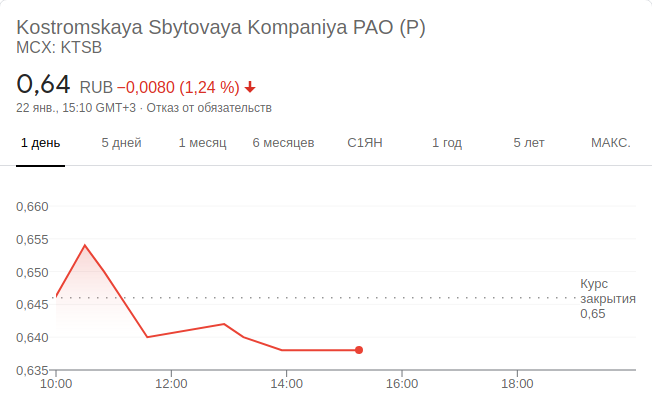 Kostromskaya Sbytovaya Kompaniya PAO (P)
MCX: KTSB
0,64 RUB −0,0080 (1,24 %)
22 янв., 15:10 GMT+3 · Отказ от обязательств
1 день 5 дней 1 месяц 6 месяцев С1ЯН 1 год 5 лет МАКС.
0,660
0,655
0,650
0,645
0,640
0,635
Курс
закрытия
0,65
10:00 12:00 14:00 16:00 18:00